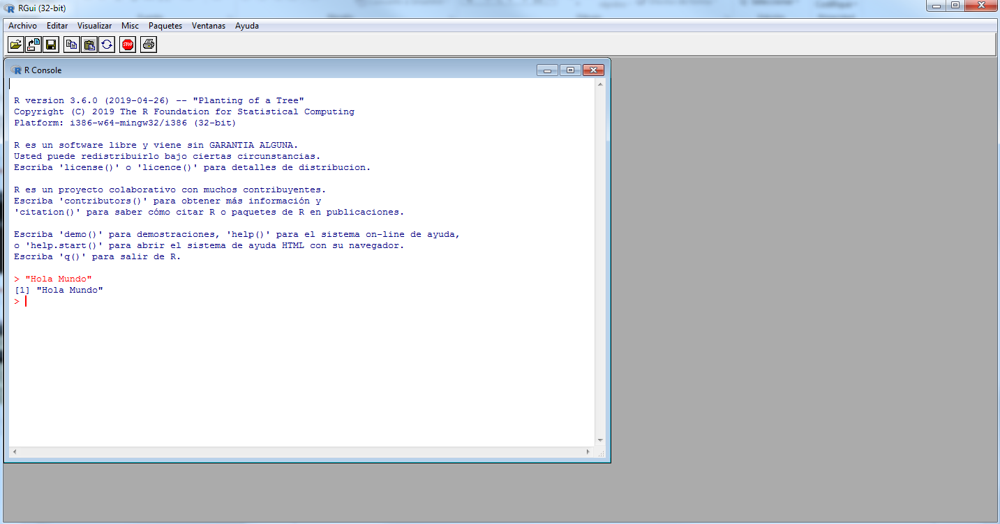 RGui (32-bit)
Archivo Editar Visualizar Misc Paquetes Ventanas Ayuda
STOP
R Console
R version 3.6.0 (2019-04-26) -- "Planting of a Tree"
Copyright (C) 2019 The R Foundation for Statistical Computing
Platform: i386-w64-mingw32/i386 (32-bit)
R es un software libre y viene sin GARANTIA ALGUNA.
Usted puede redistribuirlo bajo ciertas circunstancias.
Escriba 'license()' o 'licence()' para detalles de distribucion.
R es un proyecto colaborativo con muchos contribuyentes.
Escriba 'contributors()' para obtener más información y
'citation()' para saber cómo citar R o paquetes de R en publicaciones.
Escriba 'demo()' para demostraciones, 'help()' para el sistema on-line de ayuda,
o 'help.start()' para abrir el sistema de ayuda HTML con su navegador.
Escriba 'q()' para salir de R.
> "Hola Mundo"
[1] "Hola Mundo"
>